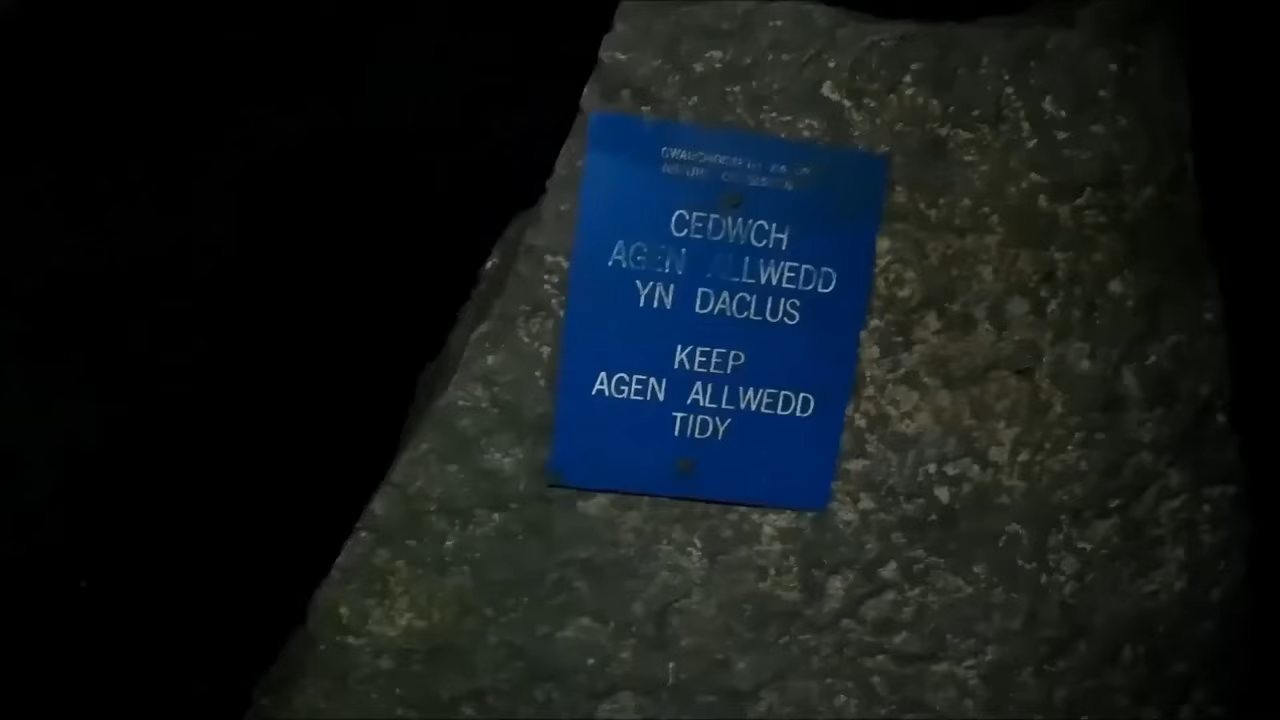 CEDWCH
AGEN ALLWEDD
YN DACLUS
KEEP
AGEN ALLWEDD
TIDY